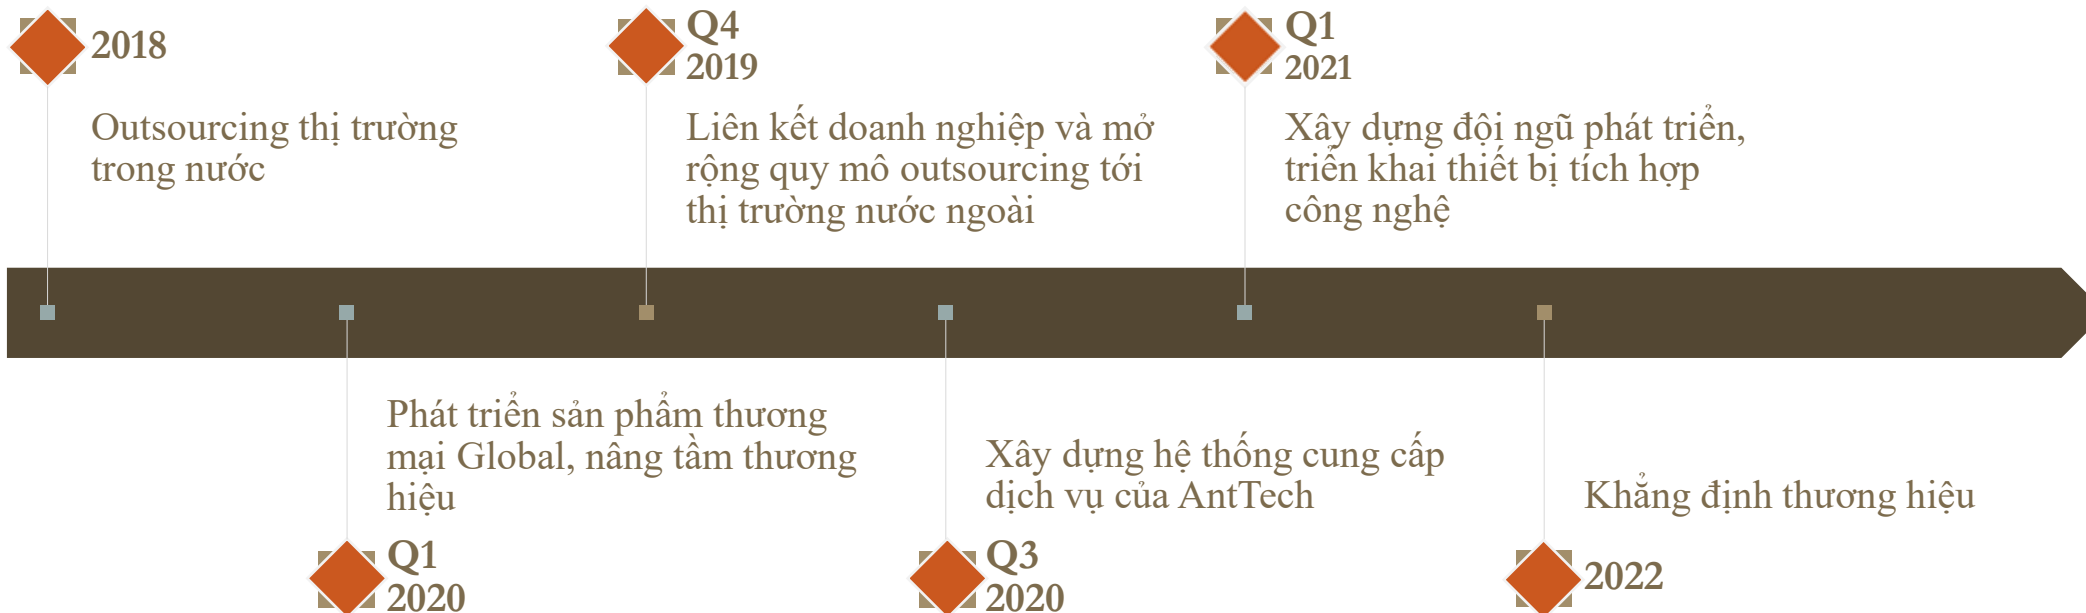 2018
Outsourcing thị trường
trong nước
Q4
2019
Liên kết doanh nghiệp và mở
rộng quy mô outsourcing tới
thị trường nước ngoài
Q1
2021
Xây dựng đội ngũ phát triển,
triển khai thiết bị tích hợp
công nghệ
Phát triển sản phẩm thương
mại Global, nâng tầm thương
hiệu
Q1
2020
Xây dựng hệ thống cung cấp
dịch vụ của AntTech
Q3
2020
Khẳng định thương hiệu
2022